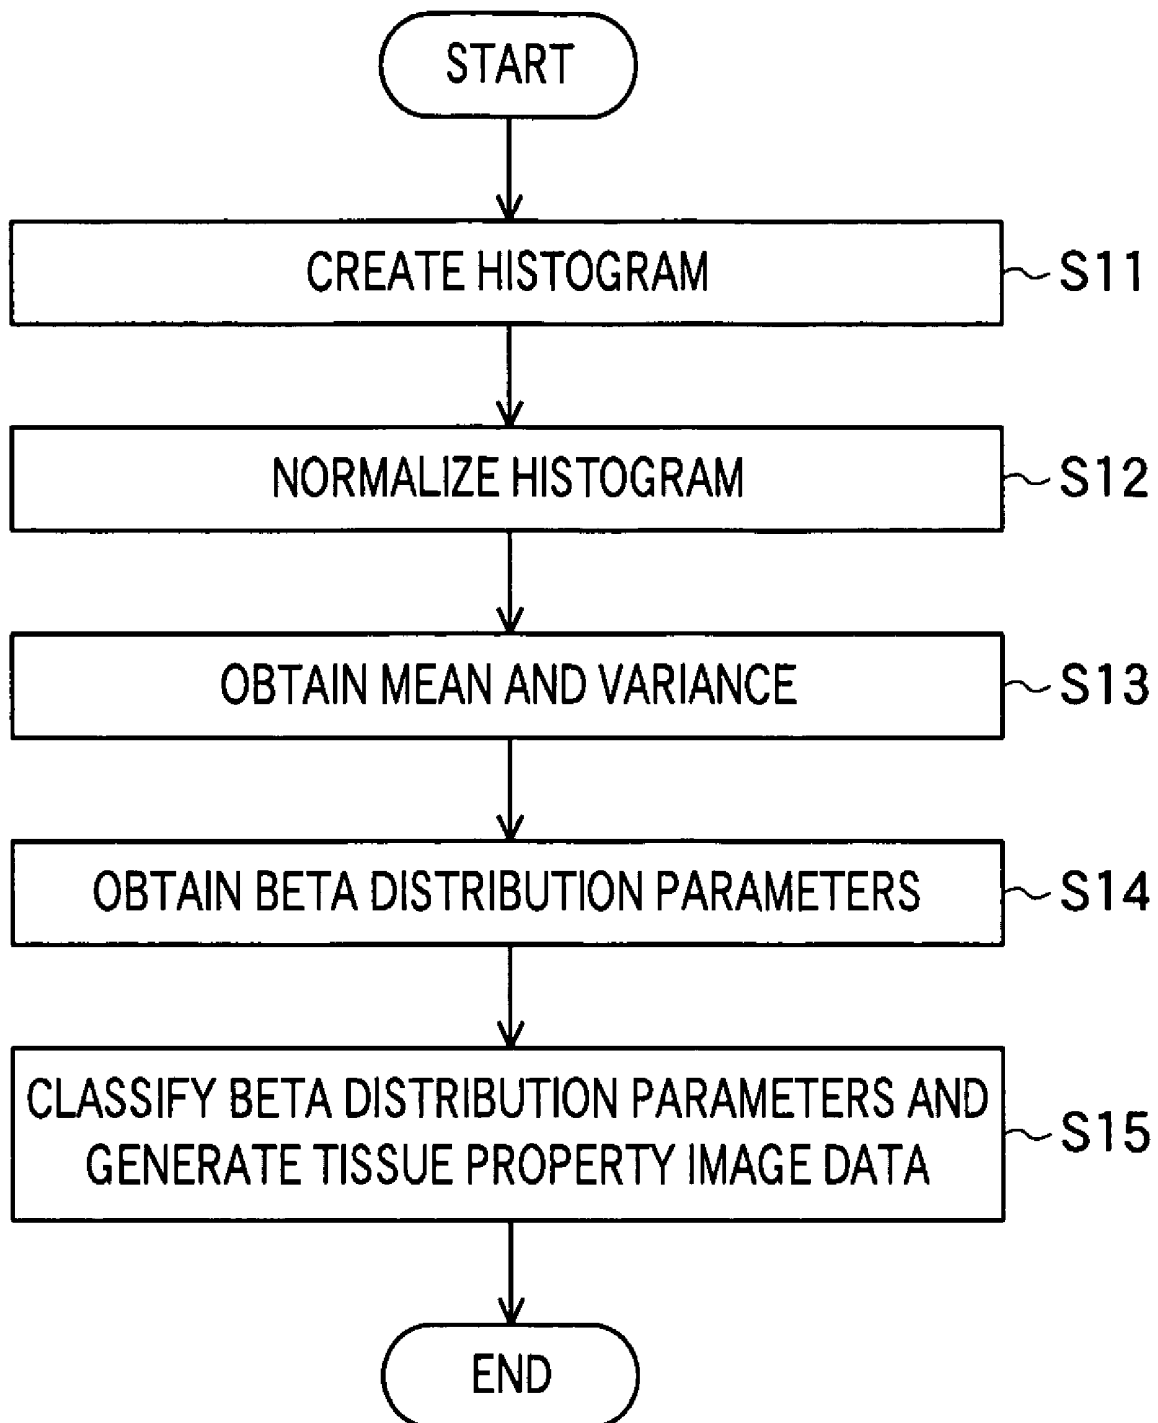 START
CREATE HISTOGRAM
S11
NORMALIZE HISTOGRAM
S12
OBTAIN MEAN AND VARIANCE
S13
OBTAIN BETA DISTRIBUTION PARAMETERS
S14
CLASSIFY BETA DISTRIBUTION PARAMETERS AND
GENERATE TISSUE PROPERTY IMAGE DATA
S15
END